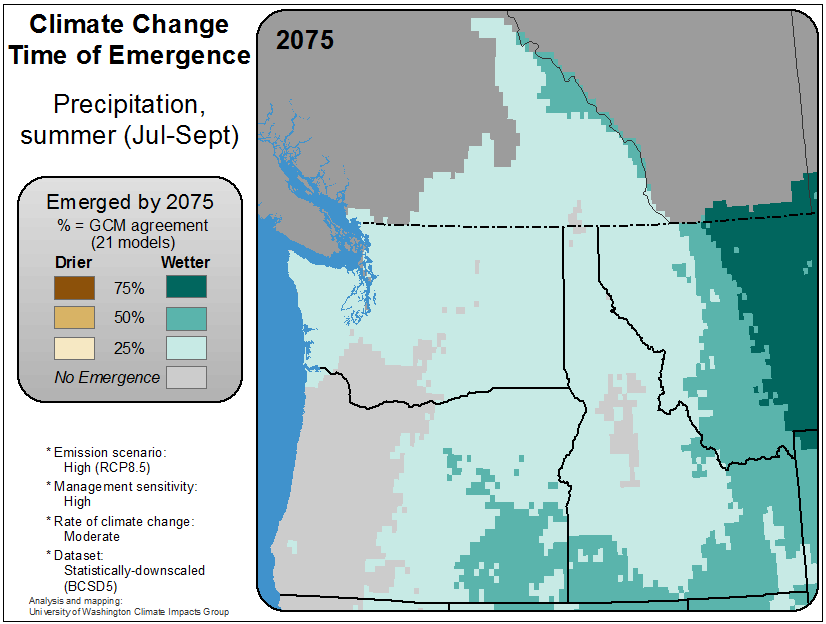 Climate Change
Time of Emergence
Precipitation,
summer (Jul-Sept)
2075
Emerged by 2075
% = GCM agreement
(21 models)
Drier Wetter
75%
50%
25%
No Emergence
* Emission scenario:
High (RCP8.5)
* Management sensitivity:
High
* Rate of climate change:
Moderate
* Dataset:
Statistically-downscaled
(BCSD5)
Analysis and mapping:
University of Washington Climate Impacts Group